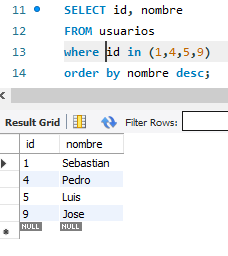 11 SELECT id, nombre
12 FROM usuarios
13 where id in (1,4,5,9)
14 order by nombre desc;
Result Grid Filter Rows:
id nombre
1 Sebastian
4 Pedro
5 Luis
9 Jose
NULL NULL